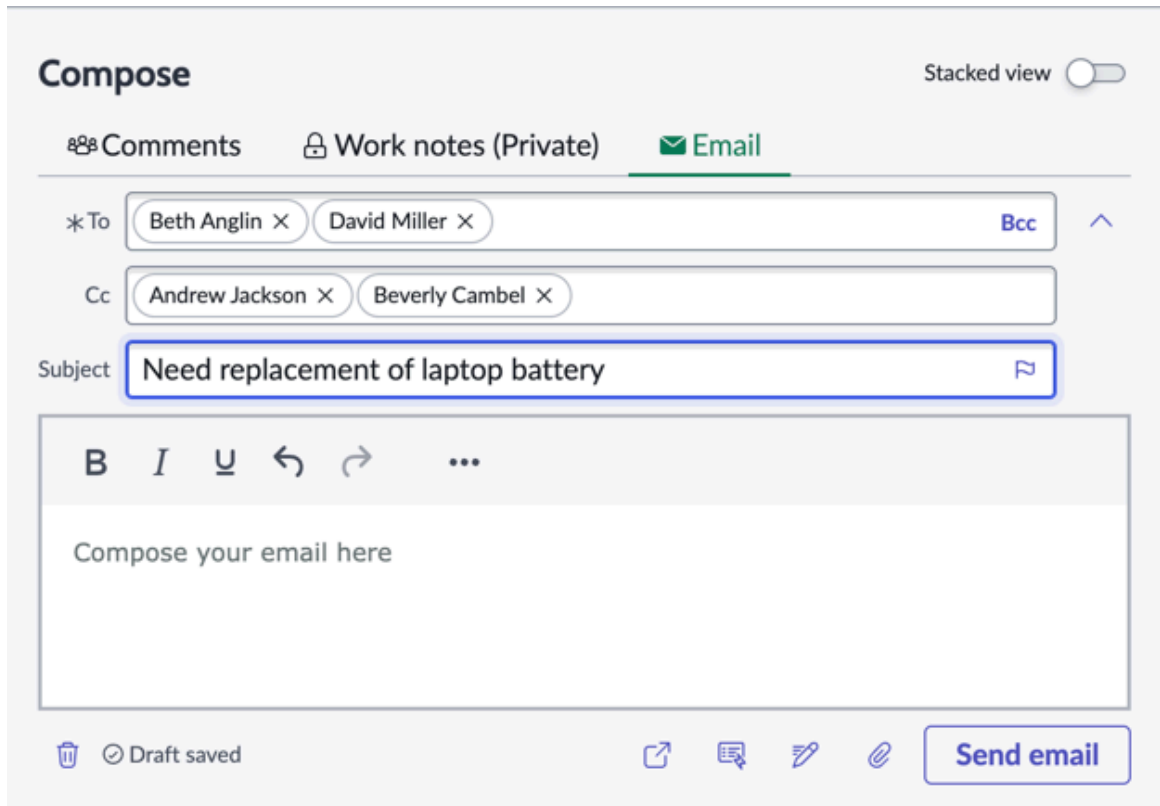 Compose
Stacked view
Comments Work notes (Private) Email
*To Beth Anglin × David Miller × Bcc
Cc Andrew Jackson × Beverly Cambel ×
Subject Need replacement of laptop battery
B I U
Compose your email here
Draft saved Send email